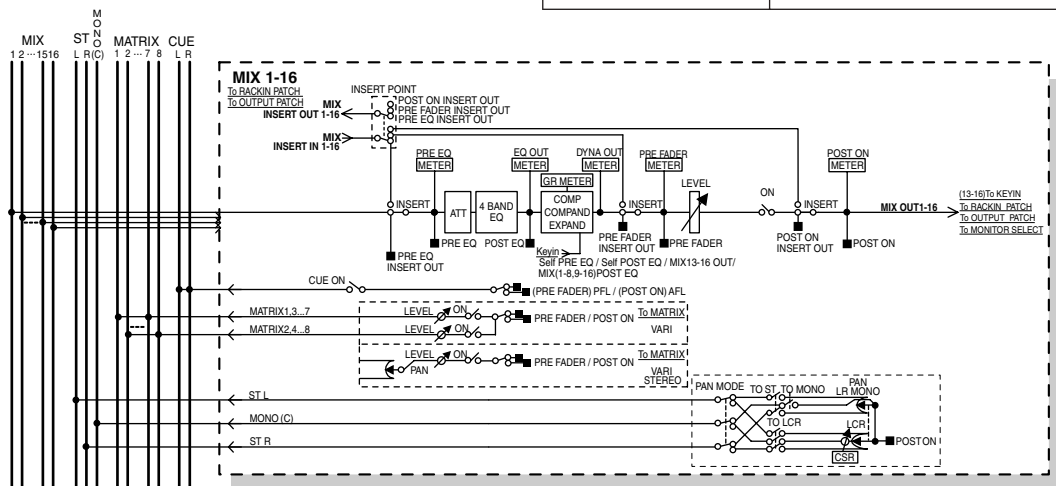 MONO
MIX ST (C) MATRIX CUE
1 2 ··· 15 16 L R 1 2 ··· 7 8 L R
MIX 1-16
To RACKIN PATCH
To OUTPUT PATCH
INSERT POINT
MIX
INSERT OUT 1-16
POST ON INSERT OUT
PRE FADER INSERT OUT
PRE EQ INSERT OUT
MIX
INSERT IN 1-16
PRE EQ
METER
EQ OUT
METER
DYNA OUT
METER
PRE FADER
METER
POST ON
METER
GR METER
LEVEL
INSERT
ATT
4 BAND
EQ
COMP
COMPAND
EXPAND
INSERT
ON
INSERT
MIX OUT1-16
(13-16)To KEYIN
To RACKIN PATCH
To OUTPUT PATCH
To MONITOR SELECT
PRE EQ
INSERT OUT
PRE EQ
POST EQ
Keyin
Self PRE EQ / Self POST EQ / MIX13-16 OUT/
MIX(1-8,9-16)POST EQ
PRE FADER
INSERT OUT
PRE FADER
POST ON
INSERT OUT
POST ON
CUE ON
(PRE FADER) PFL / (POST ON) AFL
MATRIX1,3...7
LEVEL
ON
PRE FADER / POST ON
To MATRIX
VARI
MATRIX2,4...8
LEVEL
ON
LEVEL
PAN
ON
PRE FADER / POST ON
To MATRIX
VARI
STEREO
ST L
MONO (C)
ST R
PAN MODE
TO ST
TO MONO
PAN
LR MONO
TO LCR
LCR
CSR
POST ON